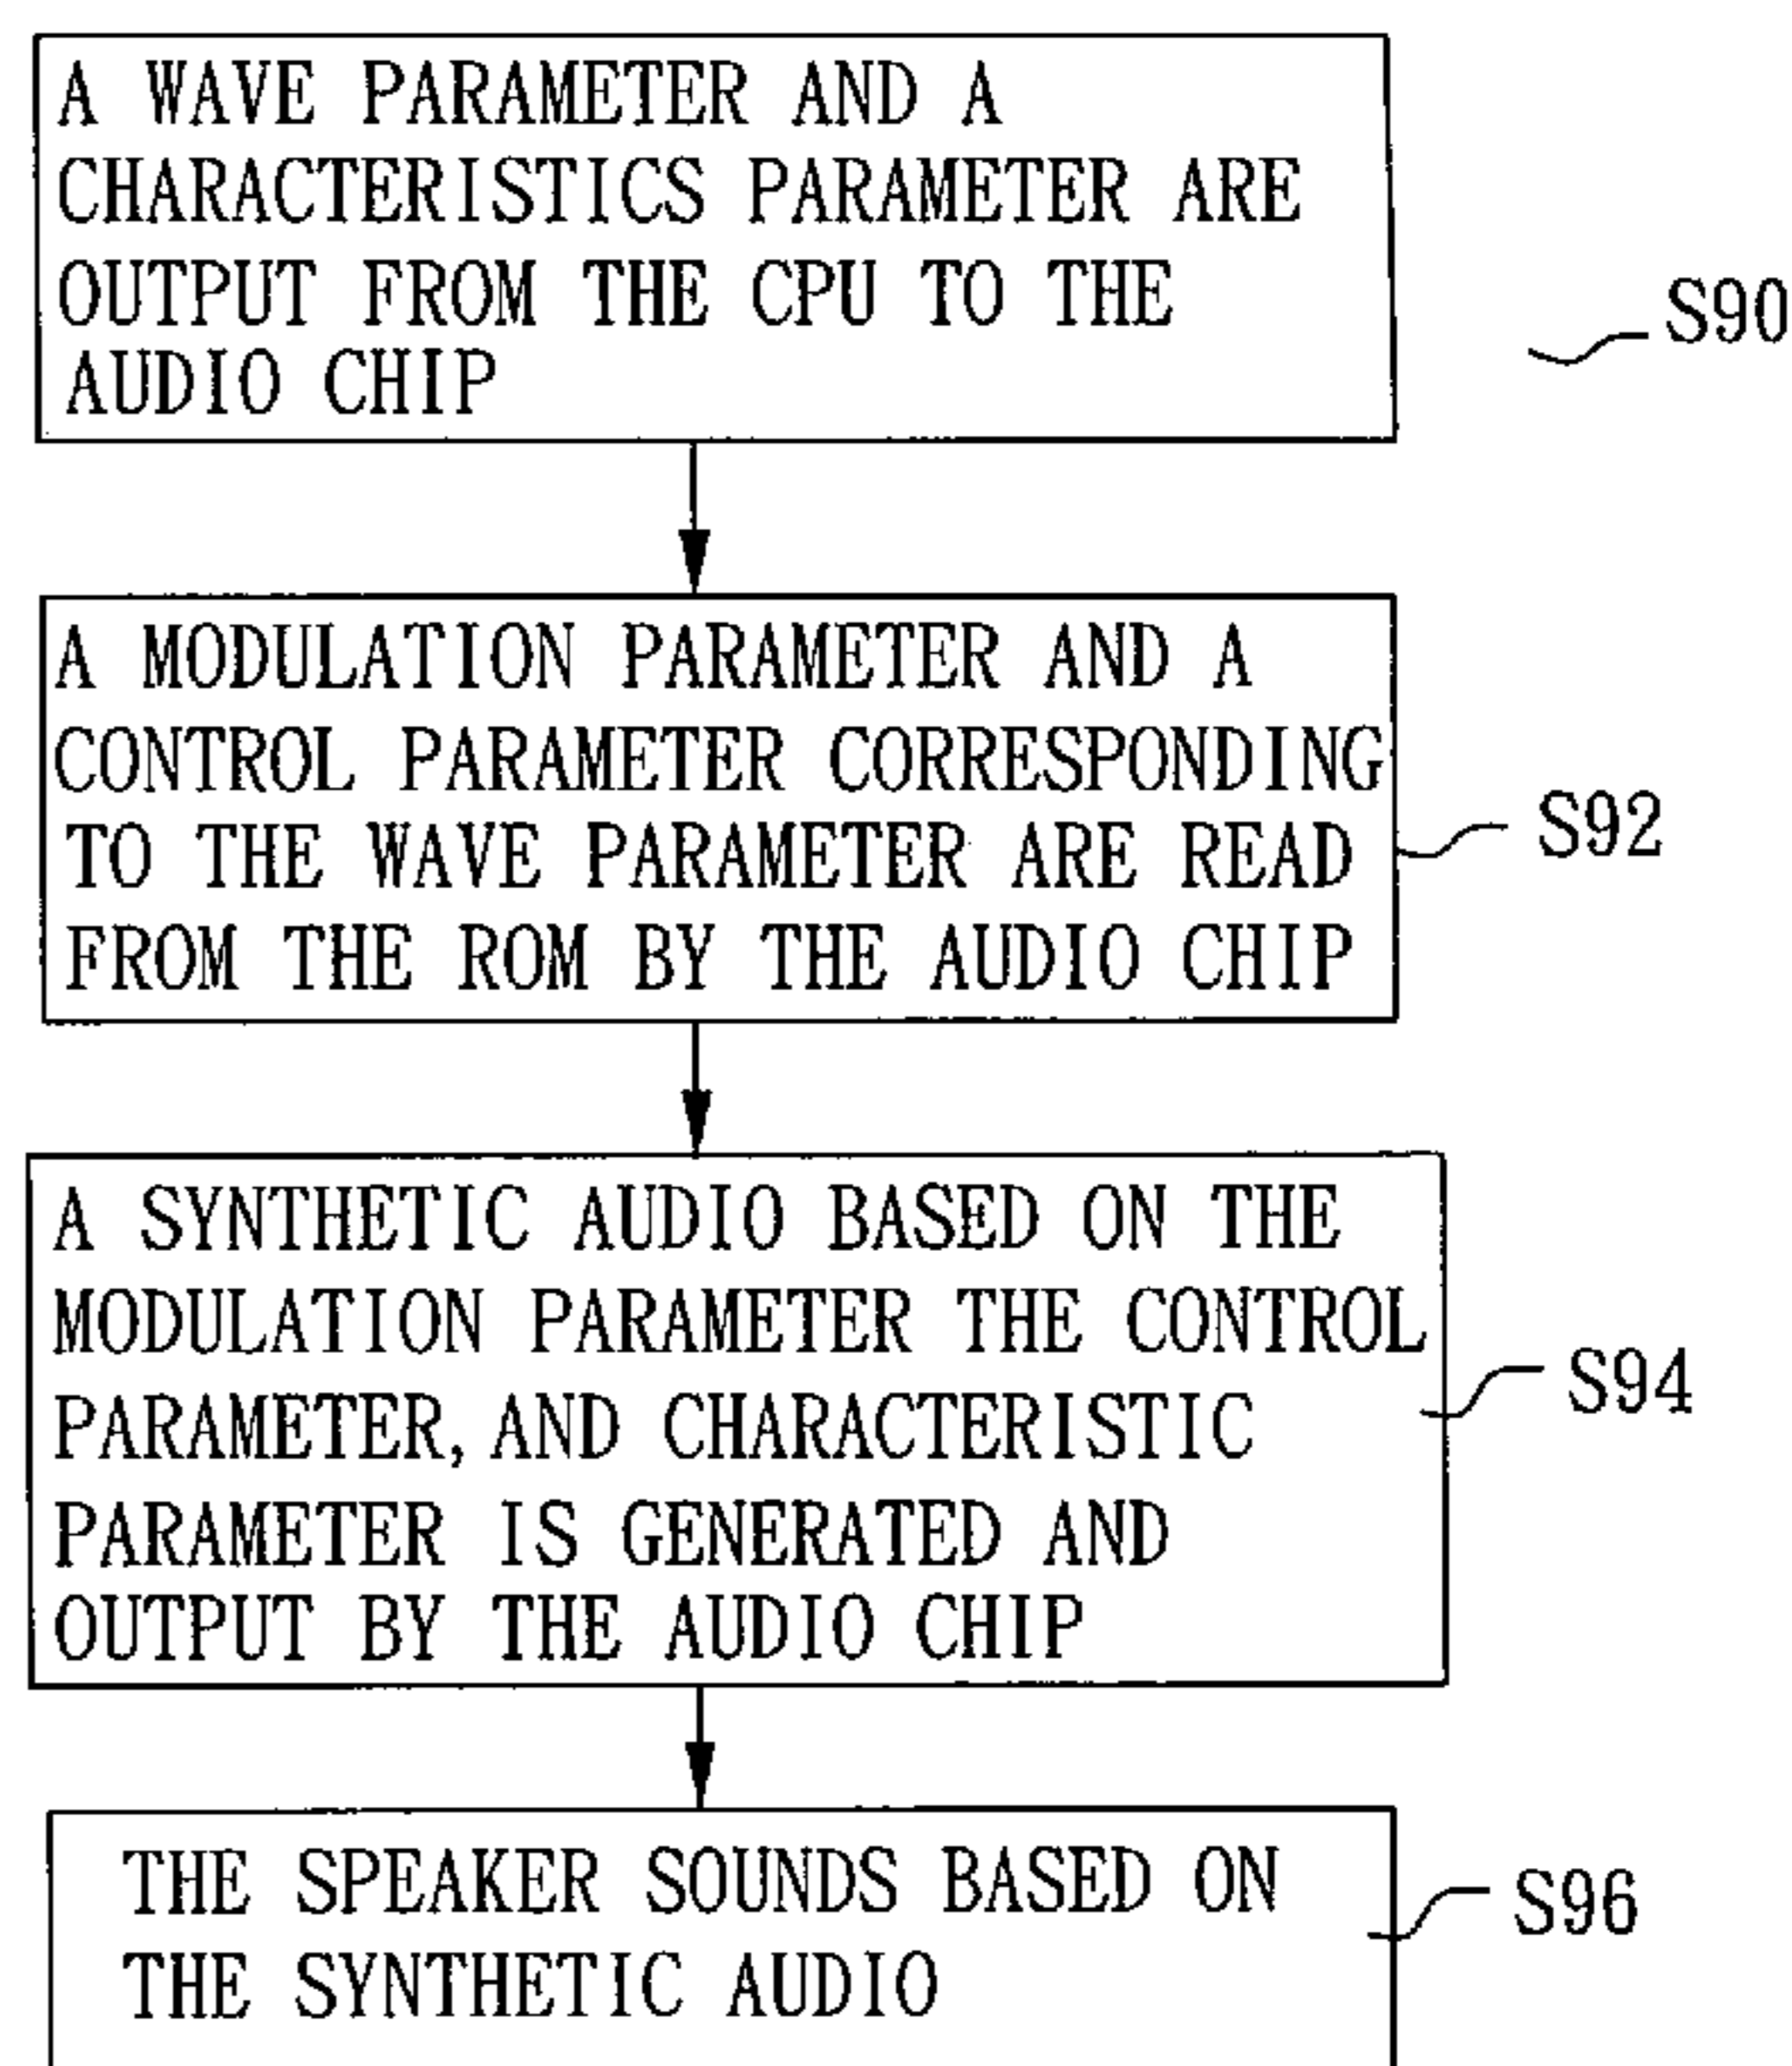 A WAVE PARAMETER AND A
CHARACTERISTICS PARAMETER ARE
OUTPUT FROM THE CPU TO THE
AUDIO CHIP
S90
A MODULATION PARAMETER AND A
CONTROL PARAMETER CORRESPONDING
TO THE WAVE PARAMETER ARE READ
FROM THE ROM BY THE AUDIO CHIP
S92
A SYNTHETIC AUDIO BASED ON THE
MODULATION PARAMETER THE CONTROL
PARAMETER, AND CHARACTERISTIC
PARAMETER IS GENERATED AND
OUTPUT BY THE AUDIO CHIP
S94
THE SPEAKER SOUNDS BASED ON
THE SYNTHETIC AUDIO
S96